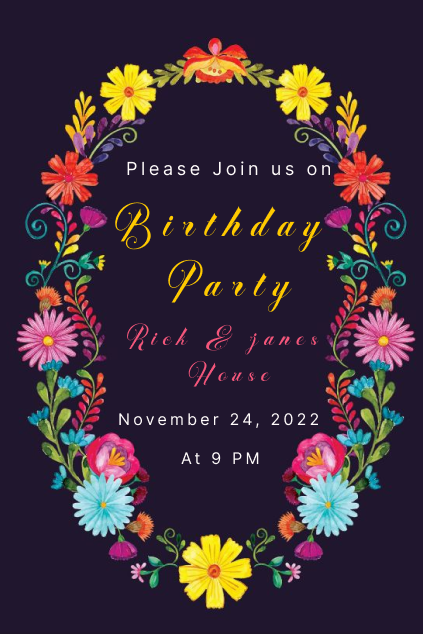 Please Join us on
Birthday
Party
Rick & janes
House
November 24, 2022
At 9 PM